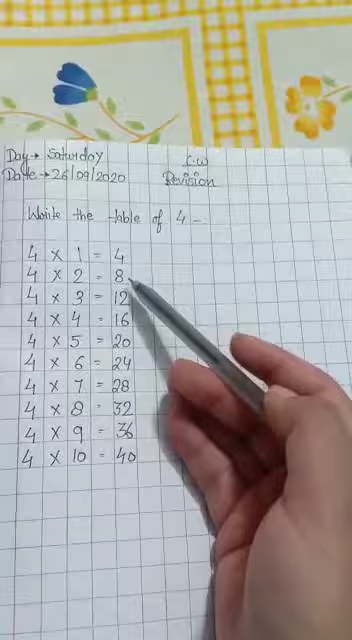 Day → Saturday
C.W
Date → 26/09/2020
Revision
Write the table of 4 -
4 × 1 = 4
4 × 2 = 8
4 × 3 = 12
4 × 4 = 16
4 × 5 = 20
4 × 6 = 24
4 × 7 = 28
4 × 8 = 32
4 × 9 = 36
4 × 10 = 40